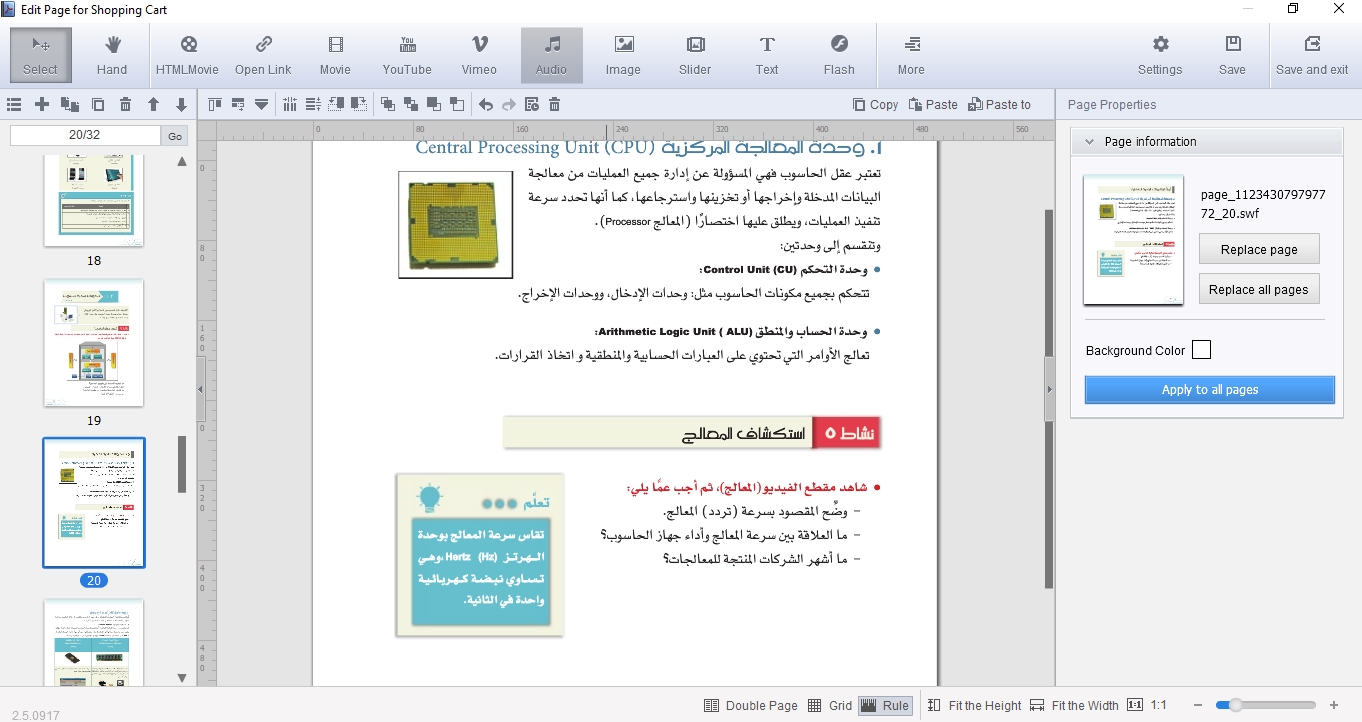 Edit Page for Shopping Cart
Select
Hand
HTMLMovie
Open Link
Movie
YouTube
Vimeo
Audio
Image
Slider
Text
Flash
More
Settings
Save
Save and exit
Copy
Paste
Paste to
Page Properties
20/32
Go
18
19
20
0 80 160 240 320 400 480 560
١. وحدة المعالجة المركزية Central Processing Unit (CPU)
تعتبر عقل الحاسوب فهي المسؤولة عن إدارة جميع العمليات من معالجة
البيانات المدخلة وإخراجها أو تخزينها واسترجاعها، كما أنها تحدد سرعة
تنفيذ العمليات، ويطلق عليها اختصارًا (المعالج Processor).
وتنقسم إلى وحدتين:
• وحدة التحكم Control Unit (CU):
تتحكم بجميع مكونات الحاسوب مثل: وحدات الإدخال، ووحدات الإخراج.
• وحدة الحساب والمنطق Arithmetic Logic Unit ( ALU):
تعالج الأوامر التي تحتوي على العبارات الحسابية والمنطقية و اتخاذ القرارات.
نشاط ٥ استكشاف المعالج
• شاهد مقطع الفيديو(المعالج)، ثم أجب عمًا يلي:
– وضّح المقصود بسرعة (تردد) المعالج.
– ما العلاقة بين سرعة المعالج وأداء جهاز الحاسوب؟
– ما أشهر الشركات المنتجة للمعالجات؟
تعلَّم
تقاس سرعة المعالج بوحدة
الهرتز Hertz (Hz)، وهي
تساوي نبضة كهربائية
واحدة في الثانية.
Page information
page_1123430797977
72_20.swf
Replace page
Replace all pages
Background Color
Apply to all pages
2.5.0917
Double Page
Grid
Rule
Fit the Height
Fit the Width
1:1
1:1